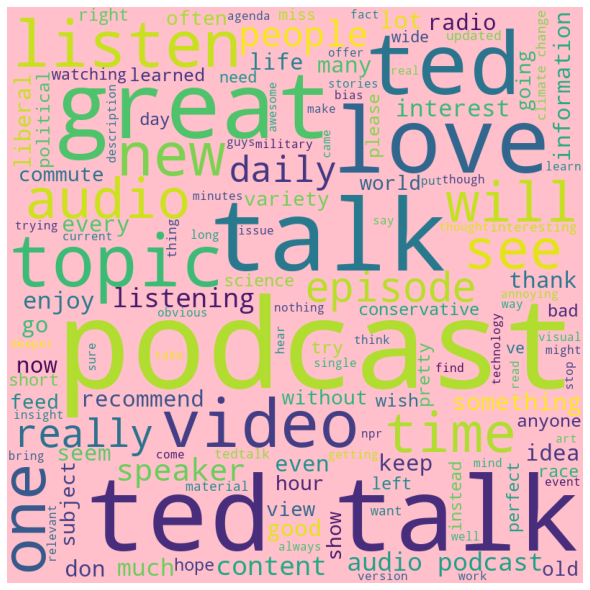 right often miss agenda fact updated
listen people lot radio wide offer
political liberal watching learned life need many ted going climate change information
description day great awesome stories real bias interest please
commute new guys military make love learn
trying audio daily came world put though will
current every minutes variety thing long issue say thought interesting see
topic talk
enjoy listening science episode thank
go obvious nothing conservative annoying way bad
now sure podcast hear try think single pretty ve technology visual might
short feed recommend without wish find read something stop
insight really seem video npr time anyone
bring come tedtalk getting mind art idea
one subject speaker even keep perfect race
relevant material hour left instead event
ted talk view want good show talk well
always content
don much hope version audio podcast work old